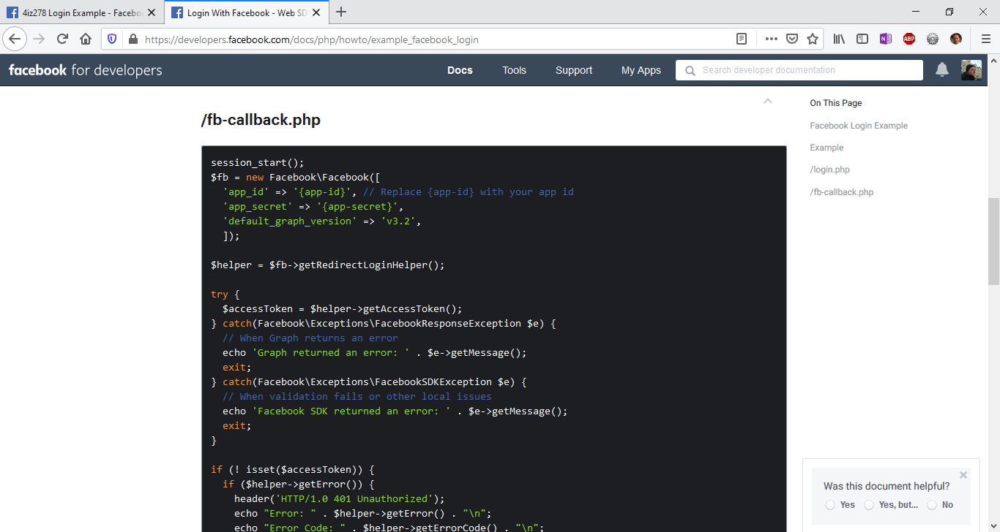 4iz278 Login Example - Facebo
Login With Facebook - Web SD
https://developers.facebook.com/docs/php/howto/example_facebook_login
ABP
facebook for developers
Docs
Tools
Support
My Apps
Search developer documentation
/fb-callback.php
session_start();
$fb = new Facebook\Facebook([
  'app_id' => '{app-id}', // Replace {app-id} with your app id
  'app_secret' => '{app-secret}',
  'default_graph_version' => 'v3.2',
  ]);
$helper = $fb->getRedirectLoginHelper();
try {
  $accessToken = $helper->getAccessToken();
} catch(Facebook\Exceptions\FacebookResponseException $e) {
  // When Graph returns an error
  echo 'Graph returned an error: ' . $e->getMessage();
  exit;
} catch(Facebook\Exceptions\FacebookSDKException $e) {
  // When validation fails or other local issues
  echo 'Facebook SDK returned an error: ' . $e->getMessage();
  exit;
}
if (! isset($accessToken)) {
  if ($helper->getError()) {
    header('HTTP/1.0 401 Unauthorized');
    echo "Error: " . $helper->getError() . "\n";
    echo "Error Code: " . $helper->getErrorCode() . "\n";
On This Page
Facebook Login Example
Example
/login.php
/fb-callback.php
Was this document helpful?
Yes
Yes, but...
No